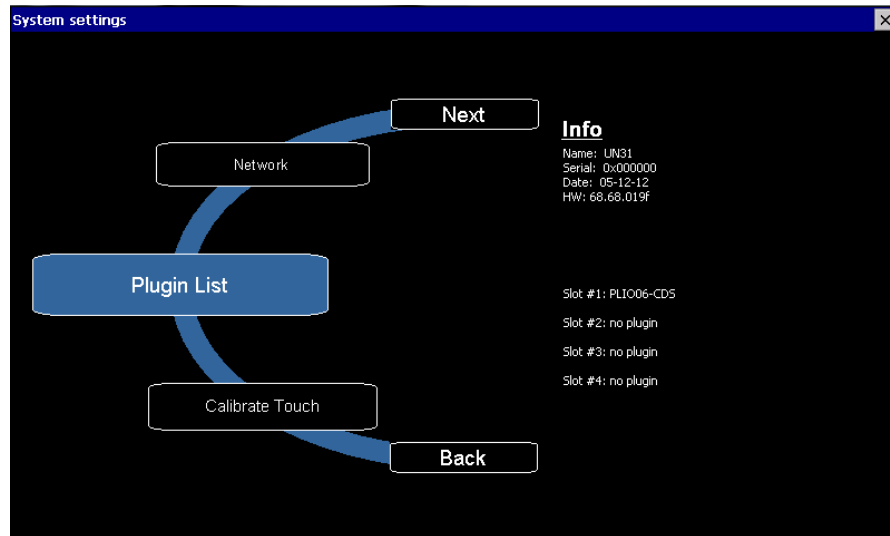 System settings
Next
Network
Plugin List
Calibrate Touch
Back
Info
Name: UN31
Serial: 0x000000
Date: 05-12-12
HW: 68.68.019f
Slot #1: PLIO06-CDS
Slot #2: no plugin
Slot #3: no plugin
Slot #4: no plugin